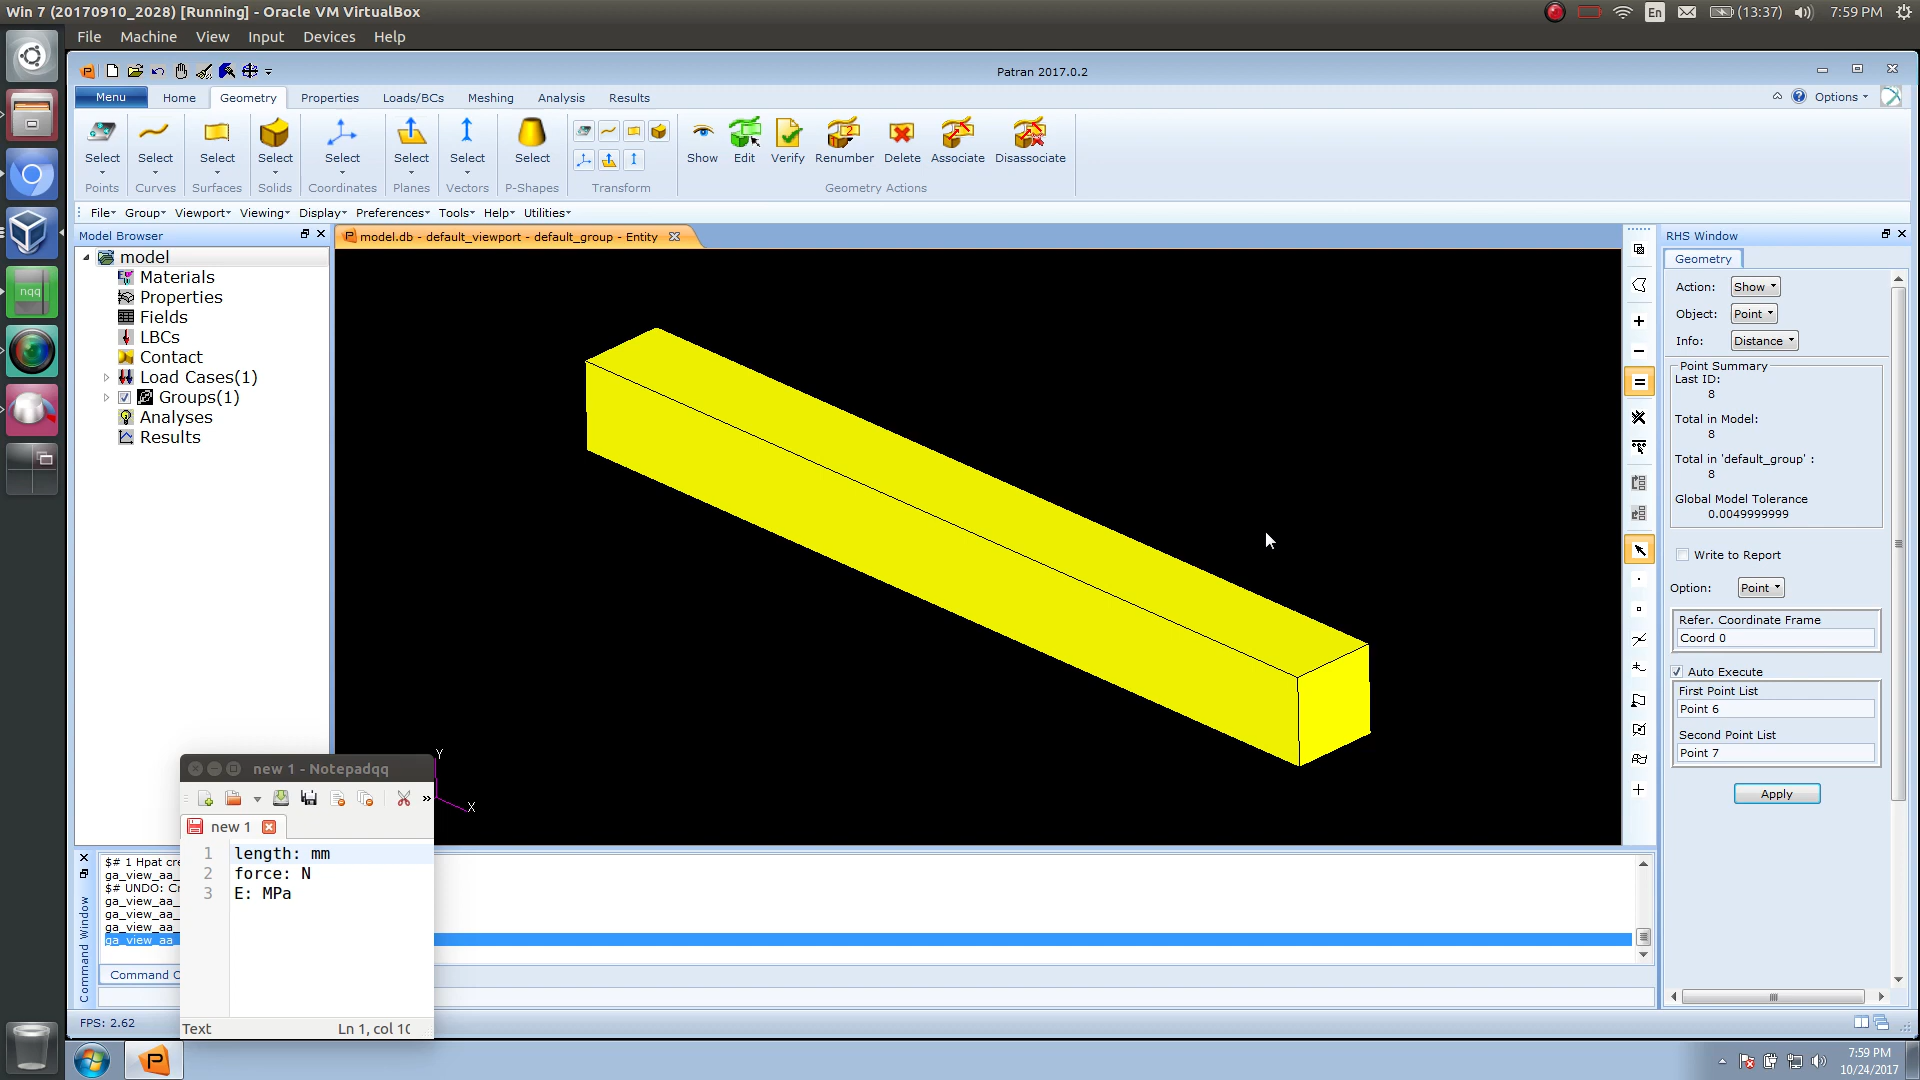 Win 7 (20170910_2028) [Running] - Oracle VM VirtualBox
En (13:37) 7:59 PM
File Machine View Input Devices Help
Patran 2017.0.2
Menu Home Geometry Properties Loads/BCs Meshing Analysis Results Options
Select Select Select Select Select Select Select Select Show Edit Verify Renumber Delete Associate Disassociate
Points Curves Surfaces Solids Coordinates Planes Vectors P-Shapes Transform Geometry Actions
File Group Viewport Viewing Display Preferences Tools Help Utilities
Model Browser
model.db - default_viewport - default_group - Entity
RHS Window
model
Materials
Properties
Fields
LBCs
Contact
Load Cases(1)
Groups(1)
Analyses
Results
Geometry
Action: Show
Object: Point
Info: Distance
Point Summary
Last ID:
8
Total in Model:
8
Total in 'default_group' :
8
Global Model Tolerance
0.0049999999
Write to Report
Option: Point
Refer. Coordinate Frame
Coord 0
Auto Execute
First Point List
Point 6
Second Point List
Point 7
Apply
Y
X
new 1 - Notepadqq
new 1
1 length: mm
2 force: N
3 E: MPa
Text Ln 1, col 10
Command Window
$# 1 Hpat cre
ga_view_aa_
$# UNDO: Cr
ga_view_aa_
ga_view_aa_
ga_view_aa_
ga_view_aa
Command C
FPS: 2.62
nqq
7:59 PM
10/24/2017